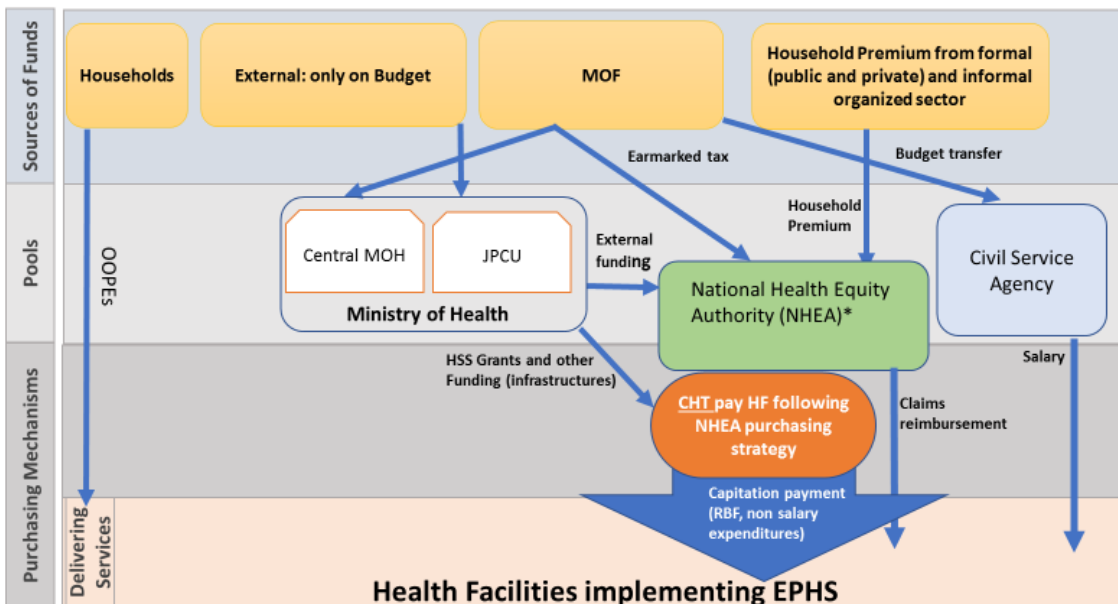 Sources of Funds
Households
External: only on Budget
MOF
Household Premium from formal
(public and private) and informal
organized sector
Earmarked tax
Budget transfer
Pools
OOPEs
Central MOH
JPCU
Ministry of Health
External
funding
Household
Premium
National Health Equity
Authority (NHEA)*
Civil Service
Agency
Purchasing Mechanisms
HSS Grants and other
Funding (infrastructures)
CHT pay HF following
NHEA purchasing
strategy
Claims
reimbursement
Salary
Capitation payment
(RBF, non salary
expenditures)
Delivering
Services
Health Facilities implementing EPHS